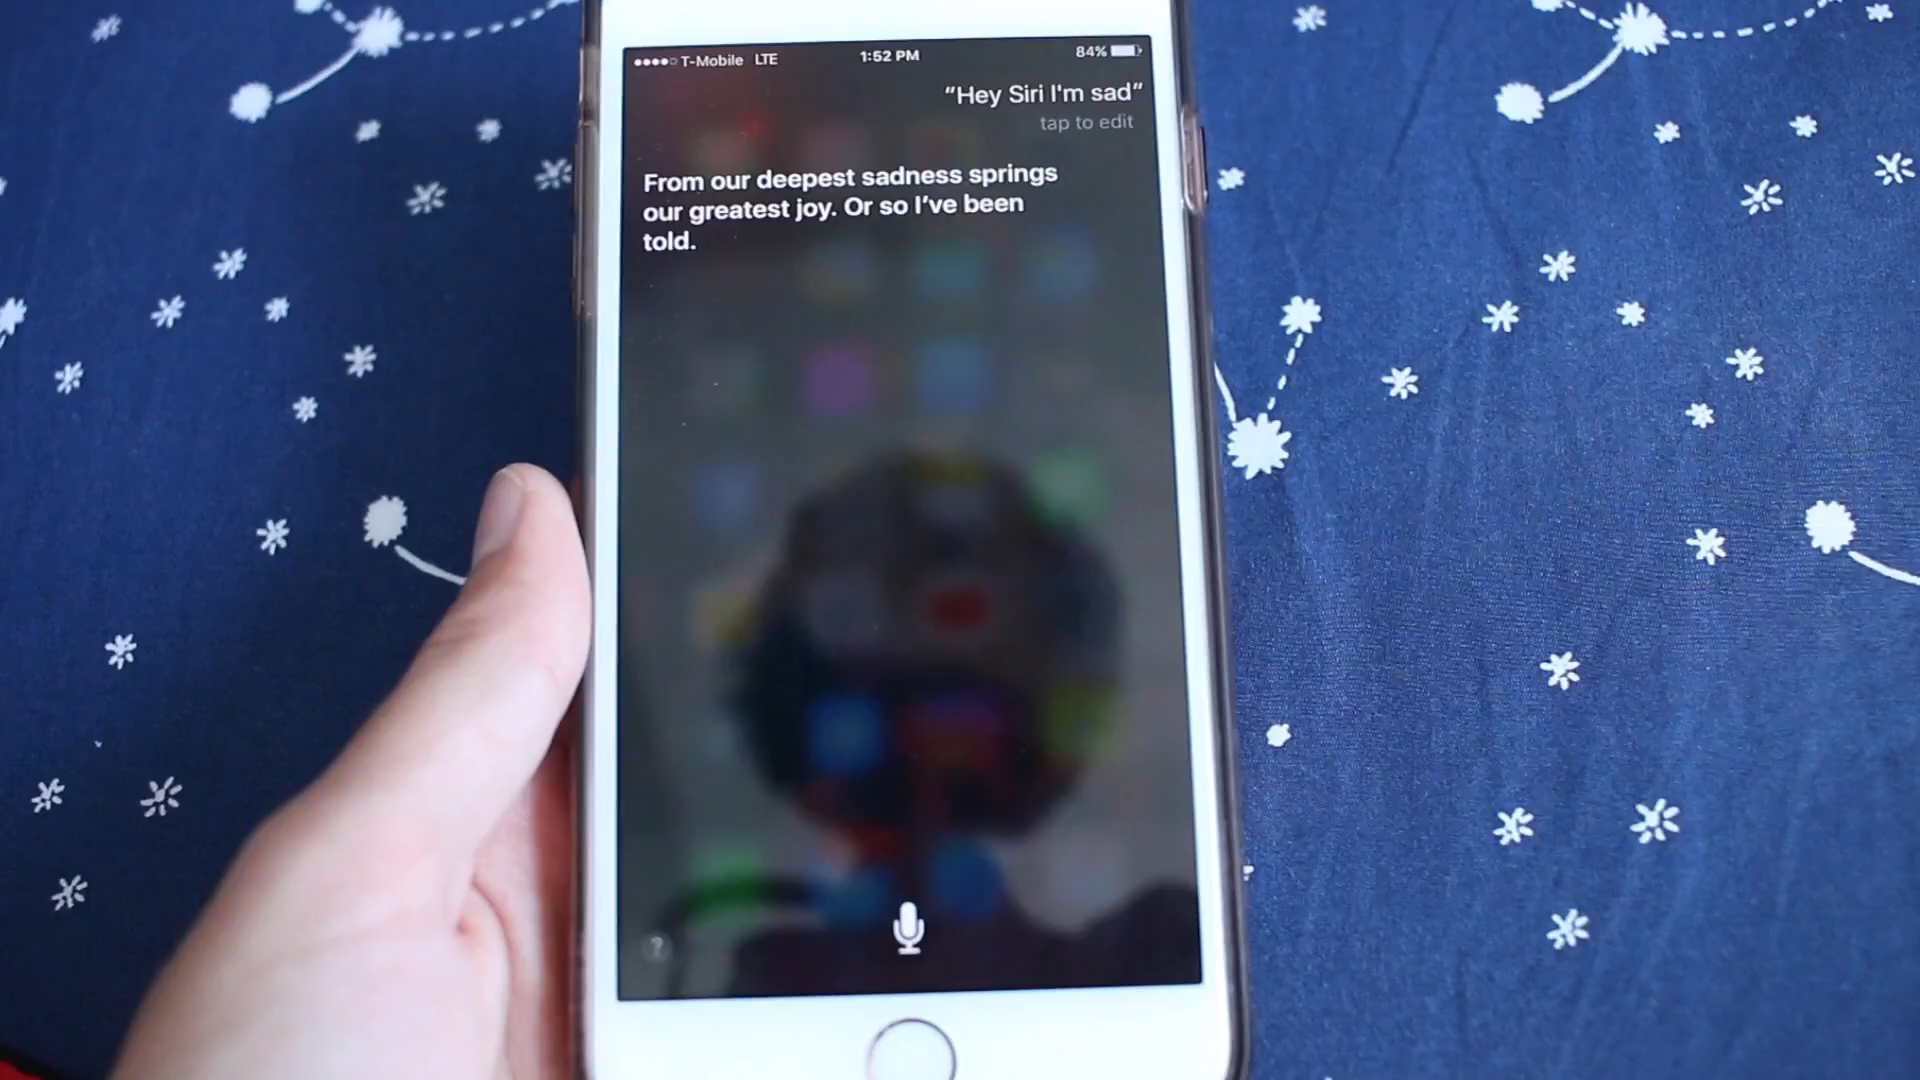 T-Mobile LTE 1:52 PM 84%
“Hey Siri I'm sad”
tap to edit
From our deepest sadness springs
our greatest joy. Or so I've been
told.
?